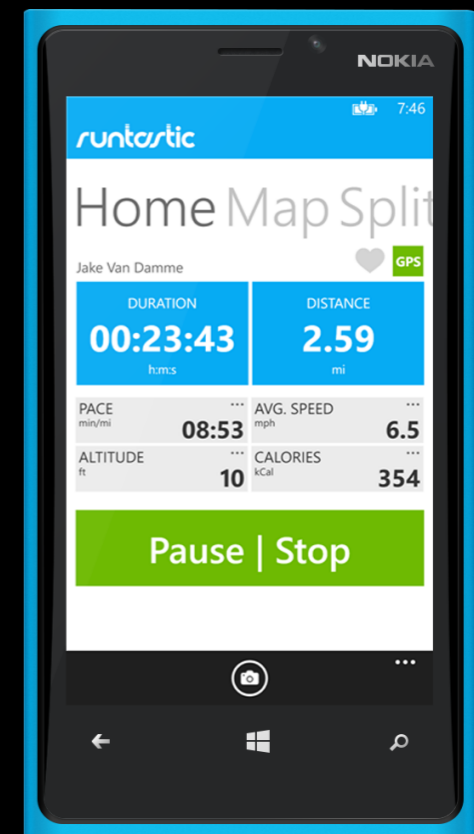 NOKIA
7:46
runtastic
Home Map Split
Jake Van Damme
GPS
DURATION
00:23:43
h:m:s
DISTANCE
2.59
mi
PACE
min/mi
08:53
AVG. SPEED
mph
6.5
ALTITUDE
ft
10
CALORIES
kCal
354
Pause | Stop